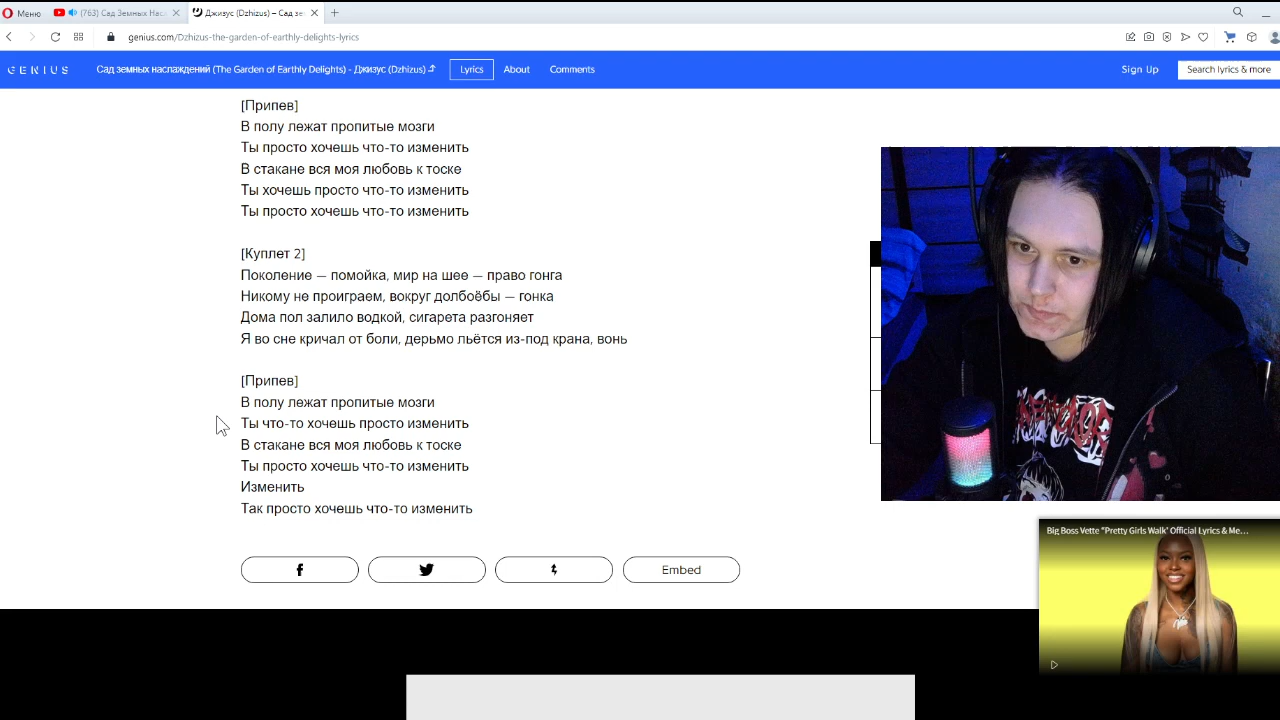 Меню
(763) Сад Земных Нас
Джизус (Dzhizus) – Сад зе
genius.com/Dzhizus-the-garden-of-earthly-delights-lyrics
GENIUS
Сад земных наслаждений (The Garden of Earthly Delights) - Джизус (Dzhizus)
Lyrics
About
Comments
Sign Up
Search lyrics & more
[Припев]
В полу лежат пропитые мозги
Ты просто хочешь что-то изменить
В стакане вся моя любовь к тоске
Ты хочешь просто что-то изменить
Ты просто хочешь что-то изменить
[Куплет 2]
Поколение — помойка, мир на шее — право гонга
Никому не проиграем, вокруг долбоёбы — гонка
Дома пол залило водкой, сигарета разгоняет
Я во сне кричал от боли, дерьмо льётся из-под крана, вонь
[Припев]
В полу лежат пропитые мозги
Ты что-то хочешь просто изменить
В стакане вся моя любовь к тоске
Ты просто хочешь что-то изменить
Изменить
Так просто хочешь что-то изменить
Embed
Big Boss Vette "Pretty Girls Walk' Official Lyrics & Me...